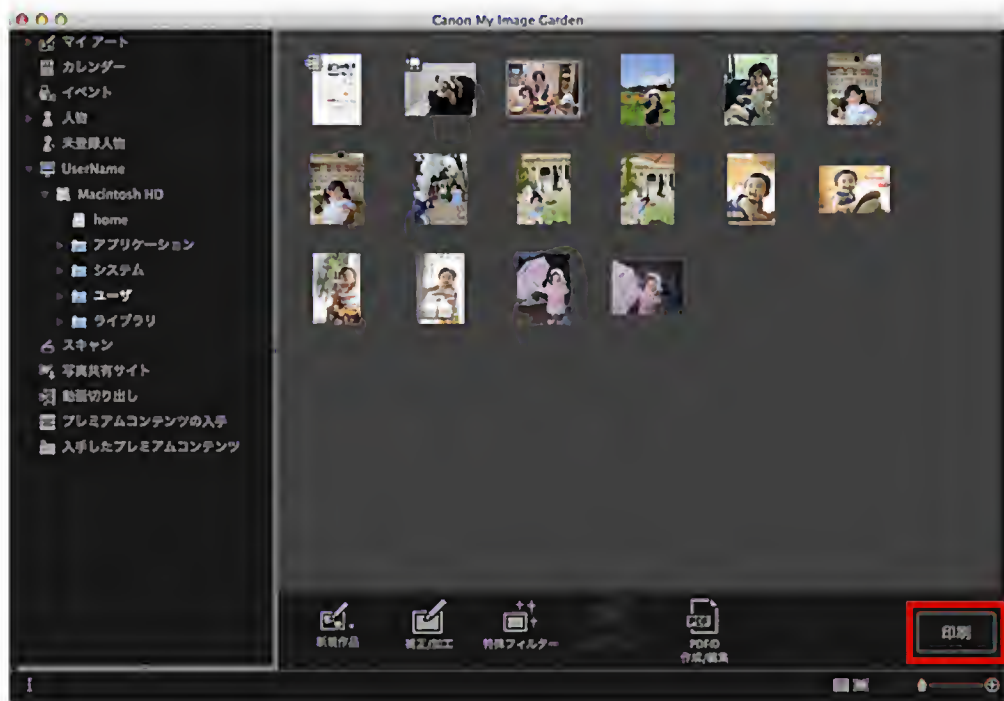 Canon My Image Garden
マイ アート
カレンダー
イベント
人物
未登録人物
UserName
Macintosh HD
home
アプリケーション
システム
ユーザ
ライブラリ
スキャン
写真共有サイト
動画切り出し
プレミアムコンテンツの入手
入手したプレミアムコンテンツ
新規作品
補正/加工
特殊フィルター
PDF
PDFの
作成/編集
印刷